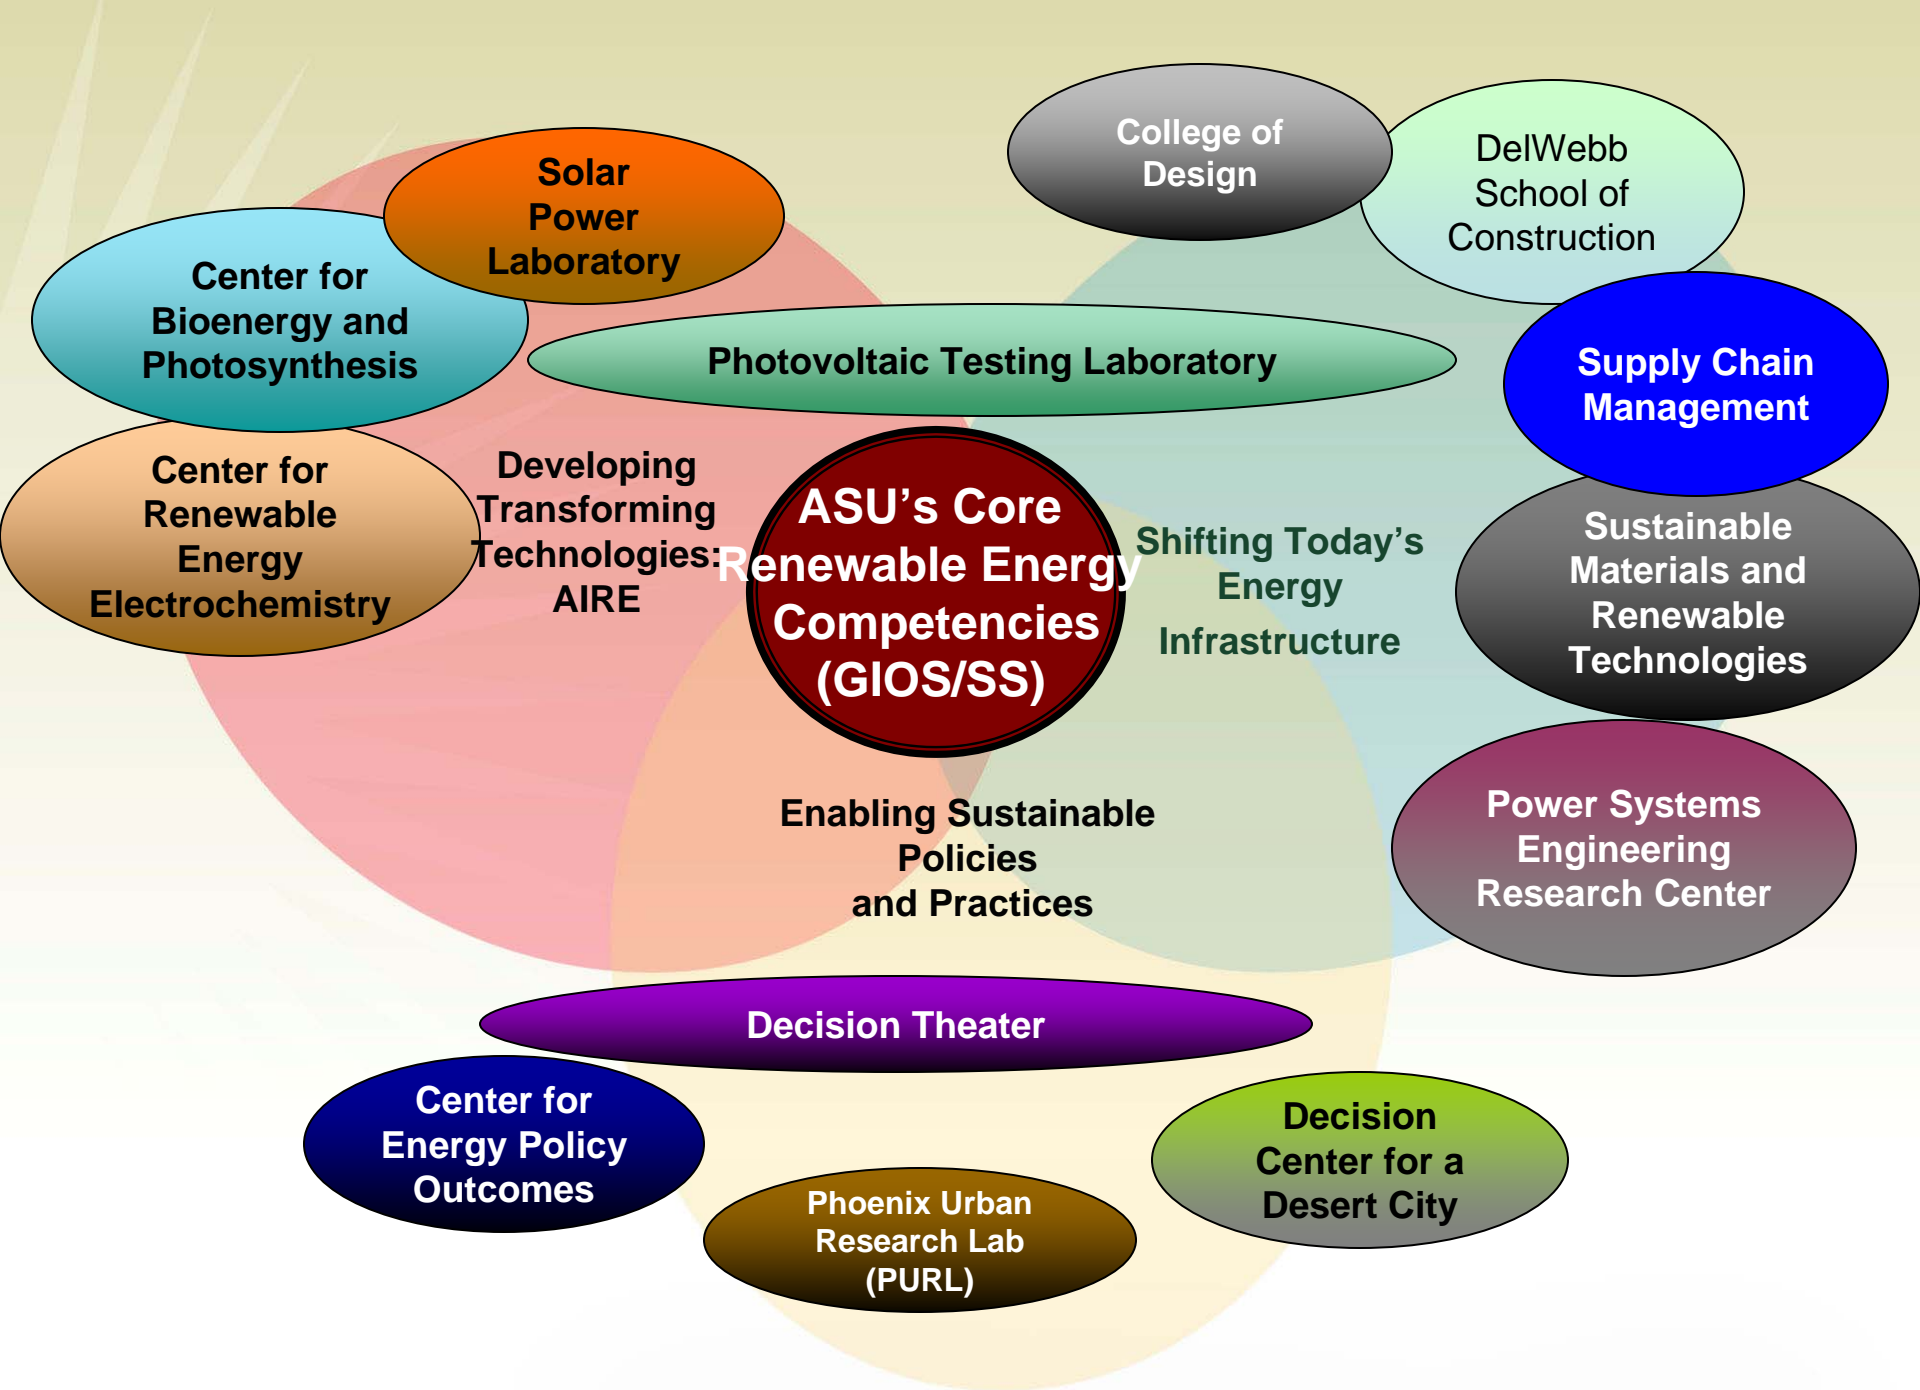 College of
Design
DelWebb
School of
Construction
Solar
Power
Laboratory
Center for
Bioenergy and
Photosynthesis
Photovoltaic Testing Laboratory
Supply Chain
Management
Center for
Renewable
Energy
Electrochemistry
Developing
Transforming
Technologies:
AIRE
ASU's Core
Renewable Energy
Competencies
(GIOS/SS)
Shifting Today's
Energy
Infrastructure
Sustainable
Materials and
Renewable
Technologies
Enabling Sustainable
Policies
and Practices
Power Systems
Engineering
Research Center
Decision Theater
Center for
Energy Policy
Outcomes
Phoenix Urban
Research Lab
(PURL)
Decision
Center for a
Desert City